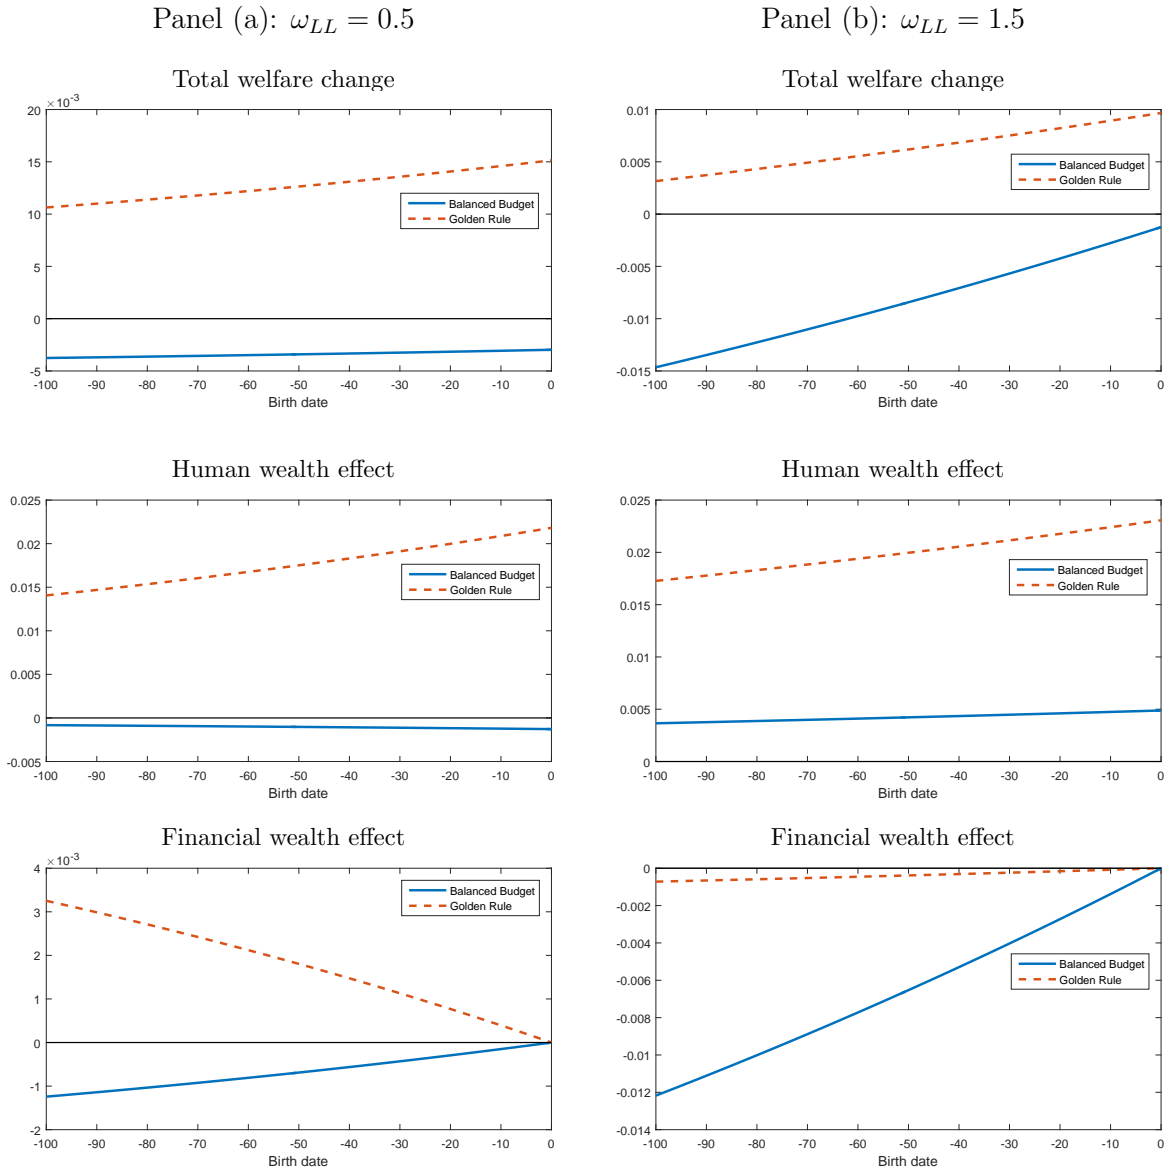 Panel (a): ω_LL = 0.5
Total welfare change
×10^-3
20
15
10
5
0
-5
-100 -90 -80 -70 -60 -50 -40 -30 -20 -10 0
Birth date
Balanced Budget
Golden Rule
Panel (b): ω_LL = 1.5
Total welfare change
0.01
0.005
0
-0.005
-0.01
-0.015
-100 -90 -80 -70 -60 -50 -40 -30 -20 -10 0
Birth date
Balanced Budget
Golden Rule
Human wealth effect
0.025
0.02
0.015
0.01
0.005
0
-0.005
-100 -90 -80 -70 -60 -50 -40 -30 -20 -10 0
Birth date
Balanced Budget
Golden Rule
Human wealth effect
0.025
0.02
0.015
0.01
0.005
0
-100 -90 -80 -70 -60 -50 -40 -30 -20 -10 0
Birth date
Balanced Budget
Golden Rule
Financial wealth effect
×10^-3
4
3
2
1
0
-1
-2
-100 -90 -80 -70 -60 -50 -40 -30 -20 -10 0
Birth date
Balanced Budget
Golden Rule
Financial wealth effect
0
-0.002
-0.004
-0.006
-0.008
-0.01
-0.012
-0.014
-100 -90 -80 -70 -60 -50 -40 -30 -20 -10 0
Birth date
Balanced Budget
Golden Rule